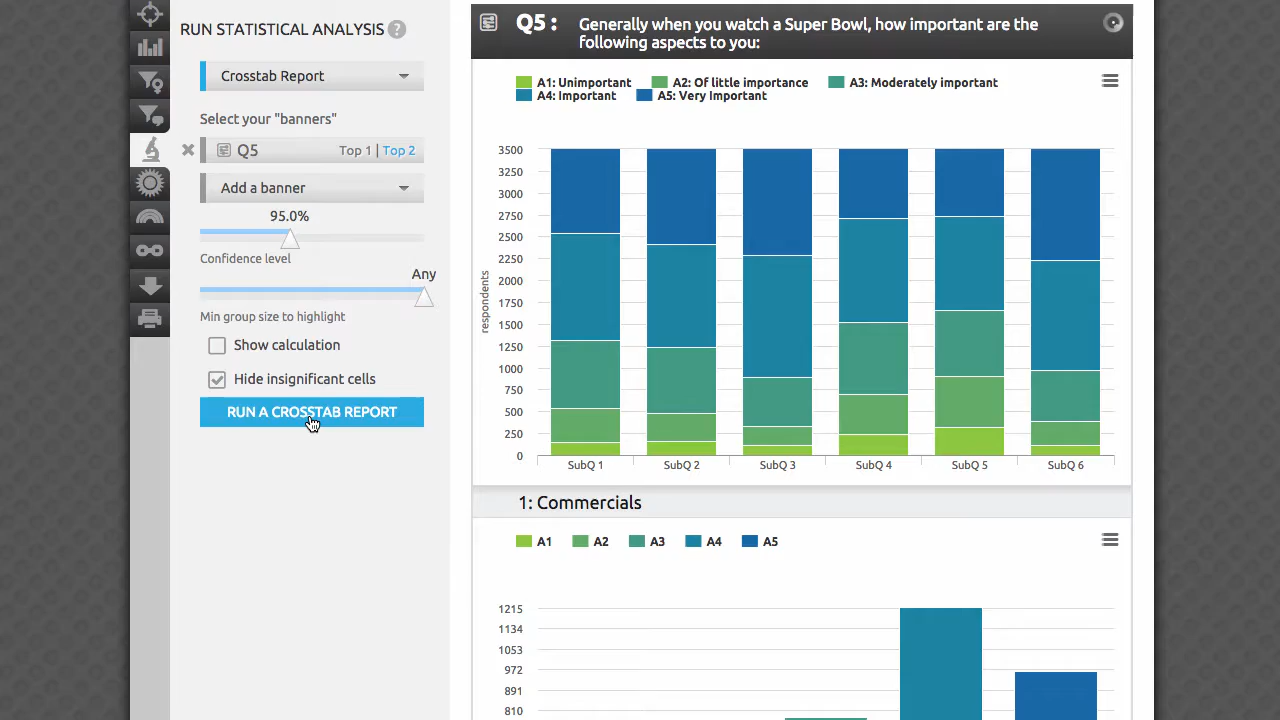 RUN STATISTICAL ANALYSIS ?
Crosstab Report
Select your "banners"
Q5 Top 1 | Top 2
Add a banner
95.0%
Confidence level
Any
Min group size to highlight
Show calculation
Hide insignificant cells
RUN A CROSSTAB REPORT
Q5 : Generally when you watch a Super Bowl, how important are the
following aspects to you:
A1: Unimportant A2: Of little importance A3: Moderately important
A4: Important A5: Very Important
respondents
3500
3250
3000
2750
2500
2250
2000
1750
1500
1250
1000
750
500
250
0
SubQ 1 SubQ 2 SubQ 3 SubQ 4 SubQ 5 SubQ 6
1: Commercials
A1 A2 A3 A4 A5
1215
1134
1053
972
891
810